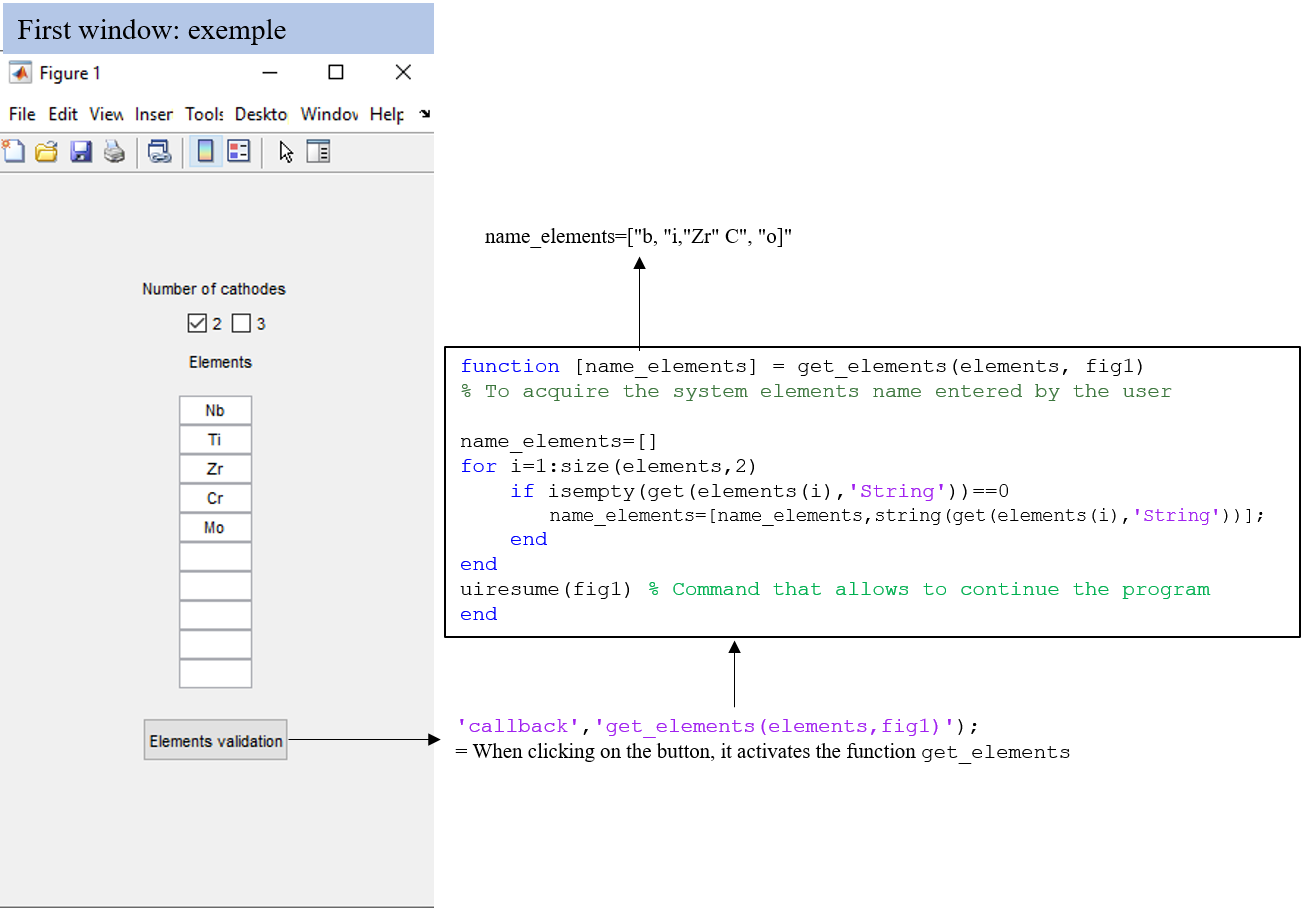 First window: exemple
Figure 1
File Edit View Inser Tools Deskto Window Help
Number of cathodes
2 3
Elements
Nb
Ti
Zr
Cr
Mo
Elements validation
name_elements=["b, "i,"Zr" C", "o]"
function [name_elements] = get_elements(elements, fig1)
% To acquire the system elements name entered by the user
name_elements=[]
for i=1:size(elements,2)
if isempty(get(elements(i),'String'))==0
name_elements=[name_elements,string(get(elements(i),'String'))];
end
end
uiresume(fig1) % Command that allows to continue the program
end
'callback','get_elements(elements,fig1)');
= When clicking on the button, it activates the function get_elements